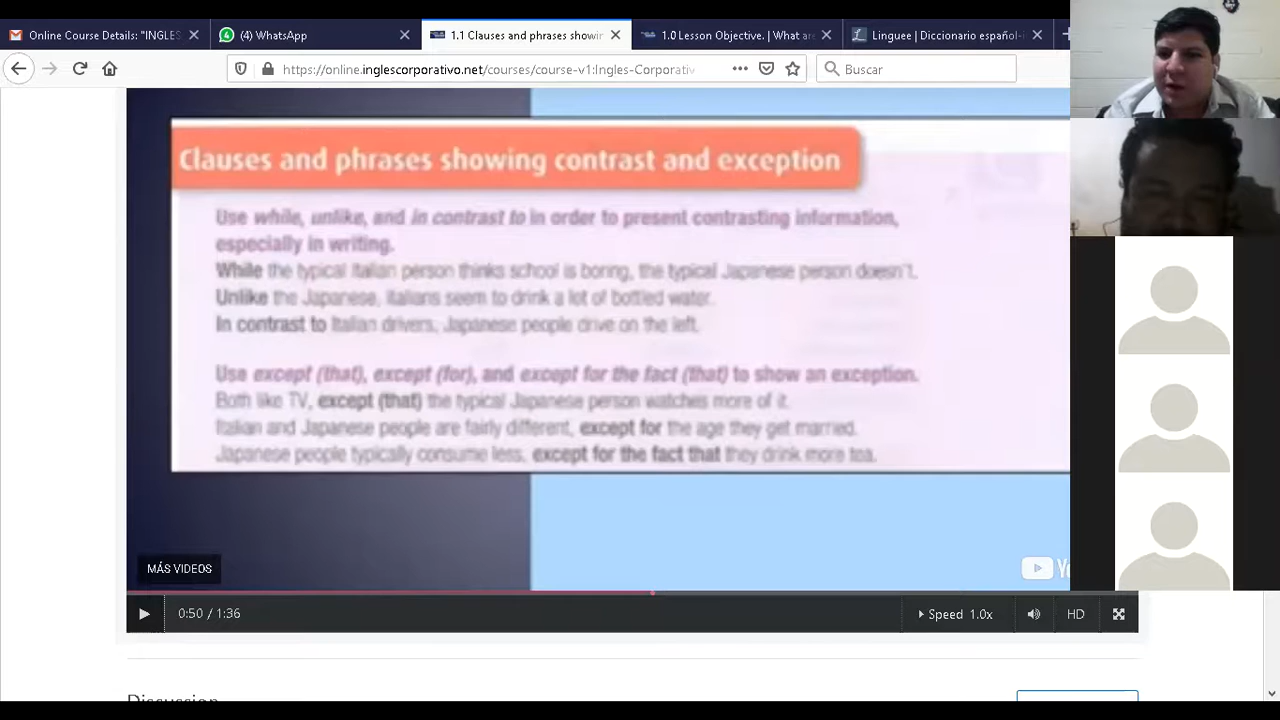 Online Course Details: "INGLES
(4) WhatsApp
1.1 Clauses and phrases showin
1.0 Lesson Objective. | What are
Linguee | Diccionario español-
https://online.inglescorporativo.net/courses/course-v1:Ingles-Corporativ
Buscar
Clauses and phrases showing contrast and exception
Use while, unlike, and in contrast to in order to present contrasting information,
especially in writing.
While the typical Italian person thinks school is boring, the typical Japanese person doesn't.
Unlike the Japanese, Italians seem to drink a lot of bottled water.
In contrast to Italian drivers, Japanese people drive on the left.
Use except (that), except (for), and except for the fact (that) to show an exception.
Both like TV, except (that) the typical Japanese person watches more of it.
Italian and Japanese people are fairly different, except for the age they get married.
Japanese people typically consume less, except for the fact that they drink more tea.
MÁS VIDEOS
0:50 / 1:36
Speed 1.0x
HD
Discussion